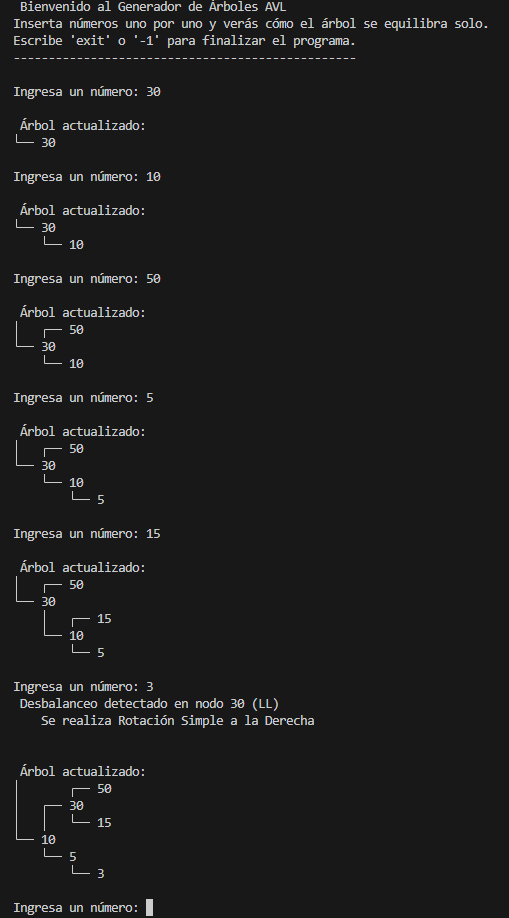 Bienvenido al Generador de Árboles AVL
Inserta números uno por uno y verás cómo el árbol se equilibra solo.
Escribe 'exit' o '-1' para finalizar el programa.
-------------------------------------------------
Ingresa un número: 30
Árbol actualizado:
└── 30
Ingresa un número: 10
Árbol actualizado:
└── 30
    └── 10
Ingresa un número: 50
Árbol actualizado:
│   ┌── 50
└── 30
    └── 10
Ingresa un número: 5
Árbol actualizado:
│   ┌── 50
└── 30
    └── 10
        └── 5
Ingresa un número: 15
Árbol actualizado:
│   ┌── 50
└── 30
    │   ┌── 15
    └── 10
        └── 5
Ingresa un número: 3
Desbalanceo detectado en nodo 30 (LL)
Se realiza Rotación Simple a la Derecha
Árbol actualizado:
│       ┌── 50
│   ┌── 30
│   │   └── 15
└── 10
    └── 5
        └── 3
Ingresa un número: